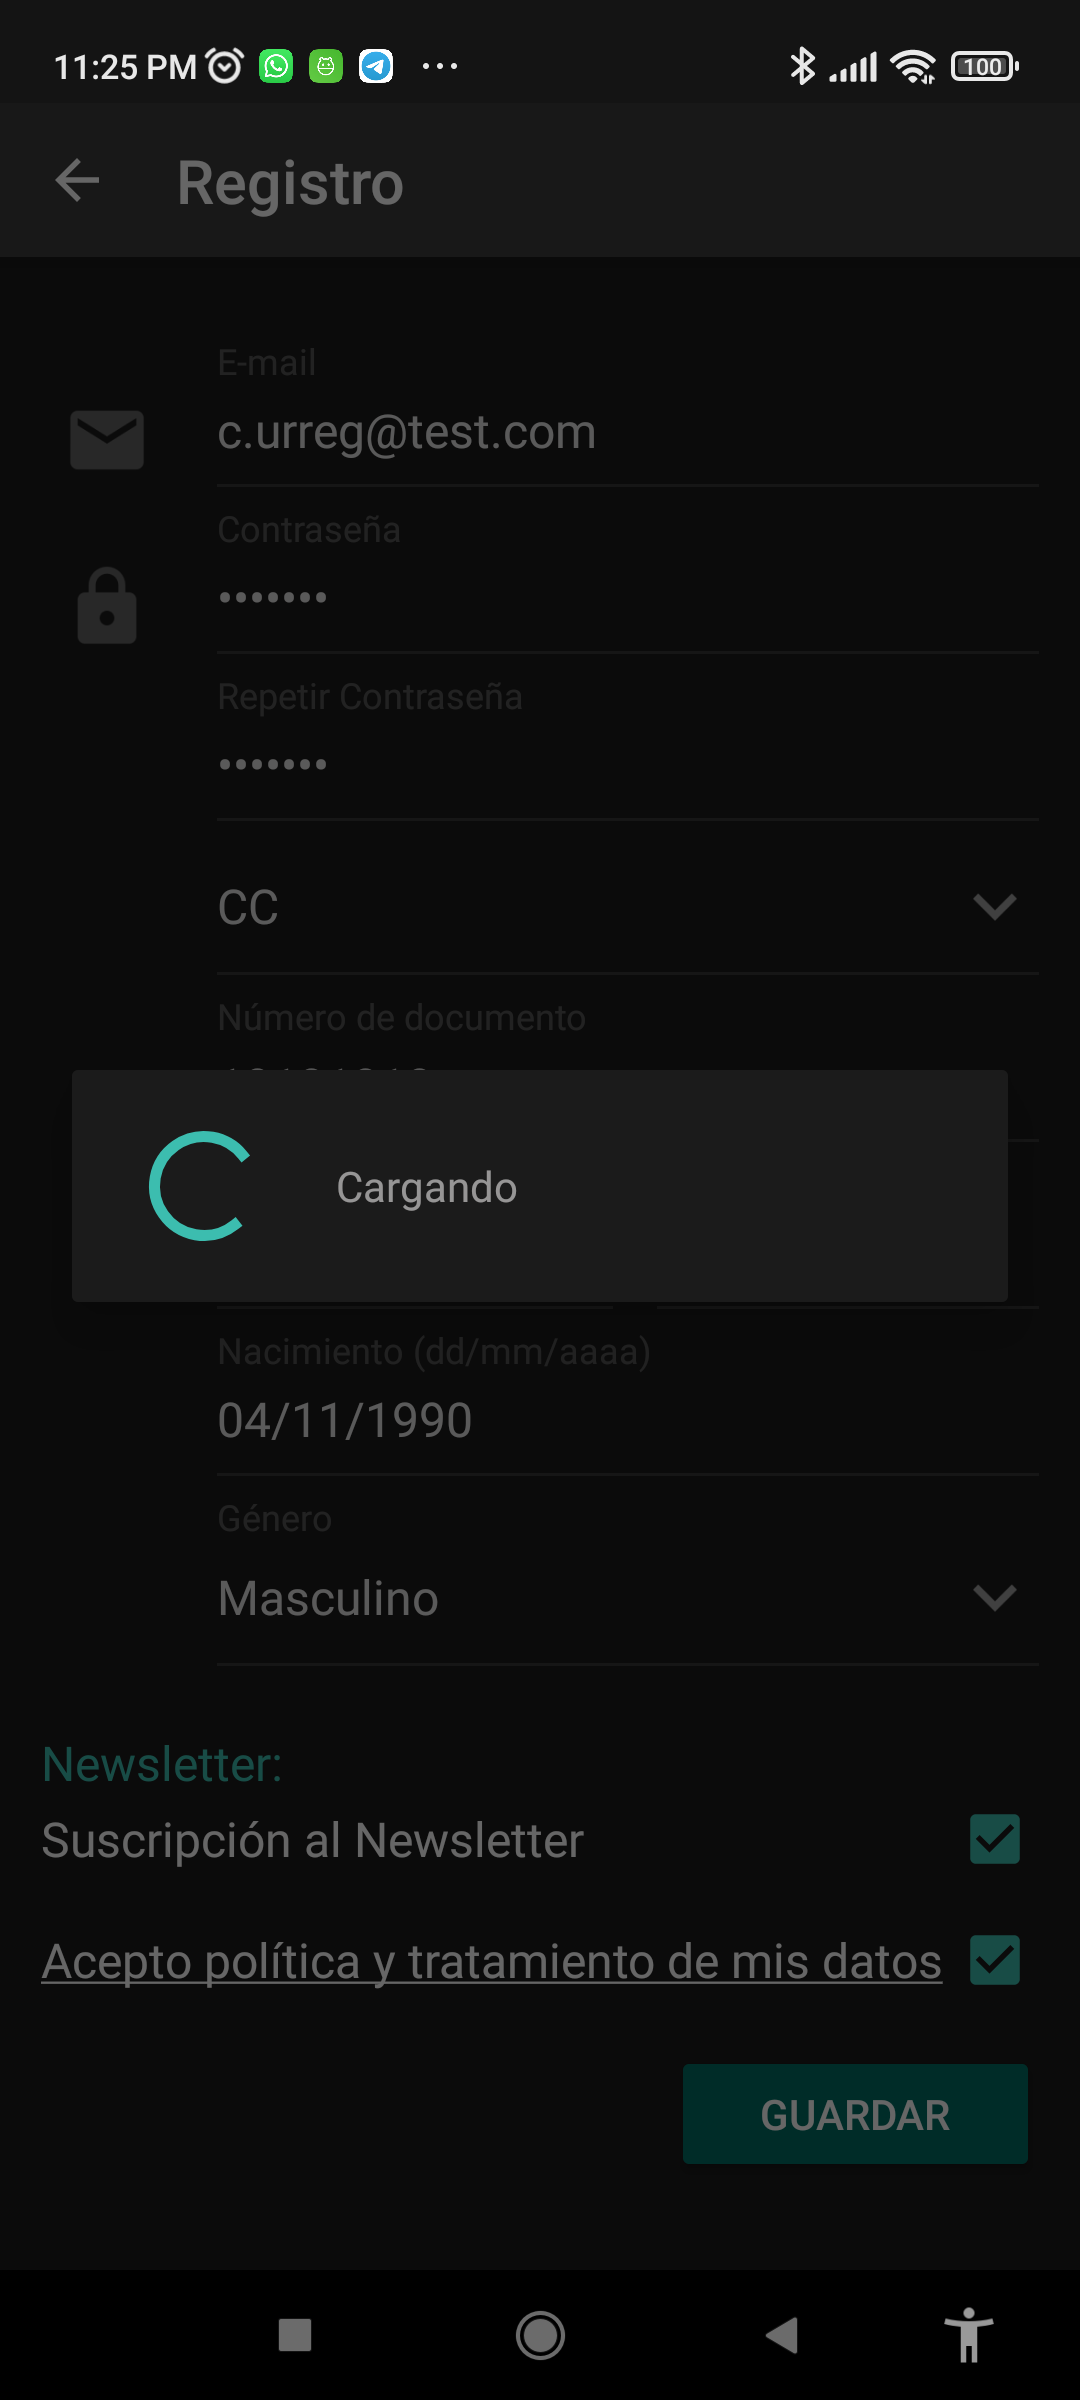 11:25 PM
100
Registro
E-mail
c.urreg@test.com
Contraseña
•••••••
Repetir Contraseña
•••••••
CC
Número de documento
Cargando
Nacimiento (dd/mm/aaaa)
04/11/1990
Género
Masculino
Newsletter:
Suscripción al Newsletter
Acepto política y tratamiento de mis datos
GUARDAR